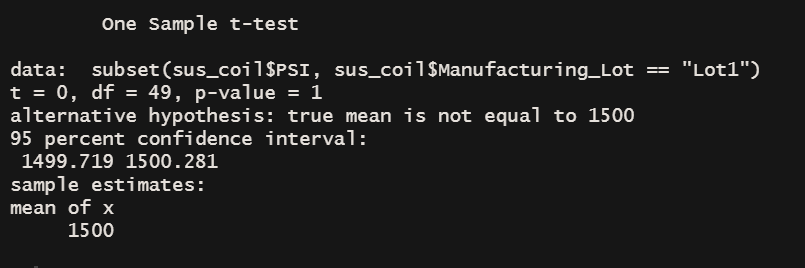 One Sample t-test
data:  subset(sus_coil$PSI, sus_coil$Manufacturing_Lot == "Lot1")
t = 0, df = 49, p-value = 1
alternative hypothesis: true mean is not equal to 1500
95 percent confidence interval:
 1499.719 1500.281
sample estimates:
mean of x
     1500